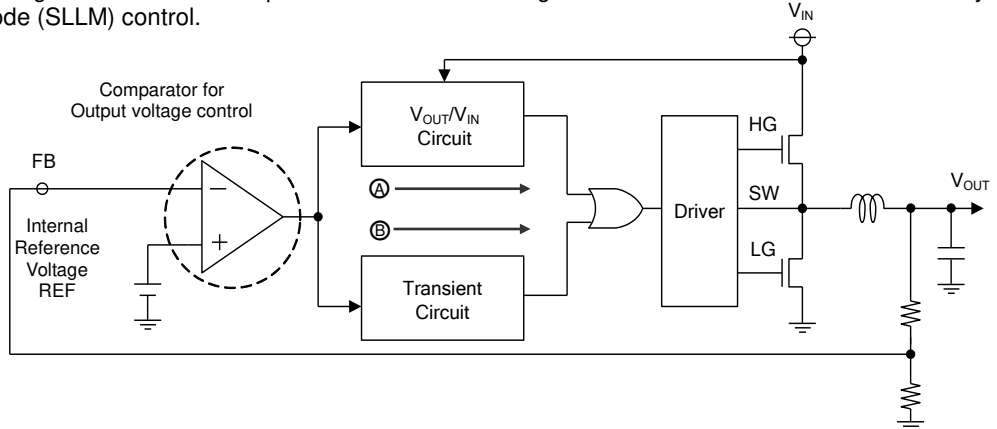 ode (SLLM) control.
VIN
Comparator for
Output voltage control
VOUT/VIN
Circuit
HG
FB
Ⓐ
VOUT
SW
Driver
Internal
Reference
Voltage
REF
Ⓑ
LG
Transient
Circuit
−
+